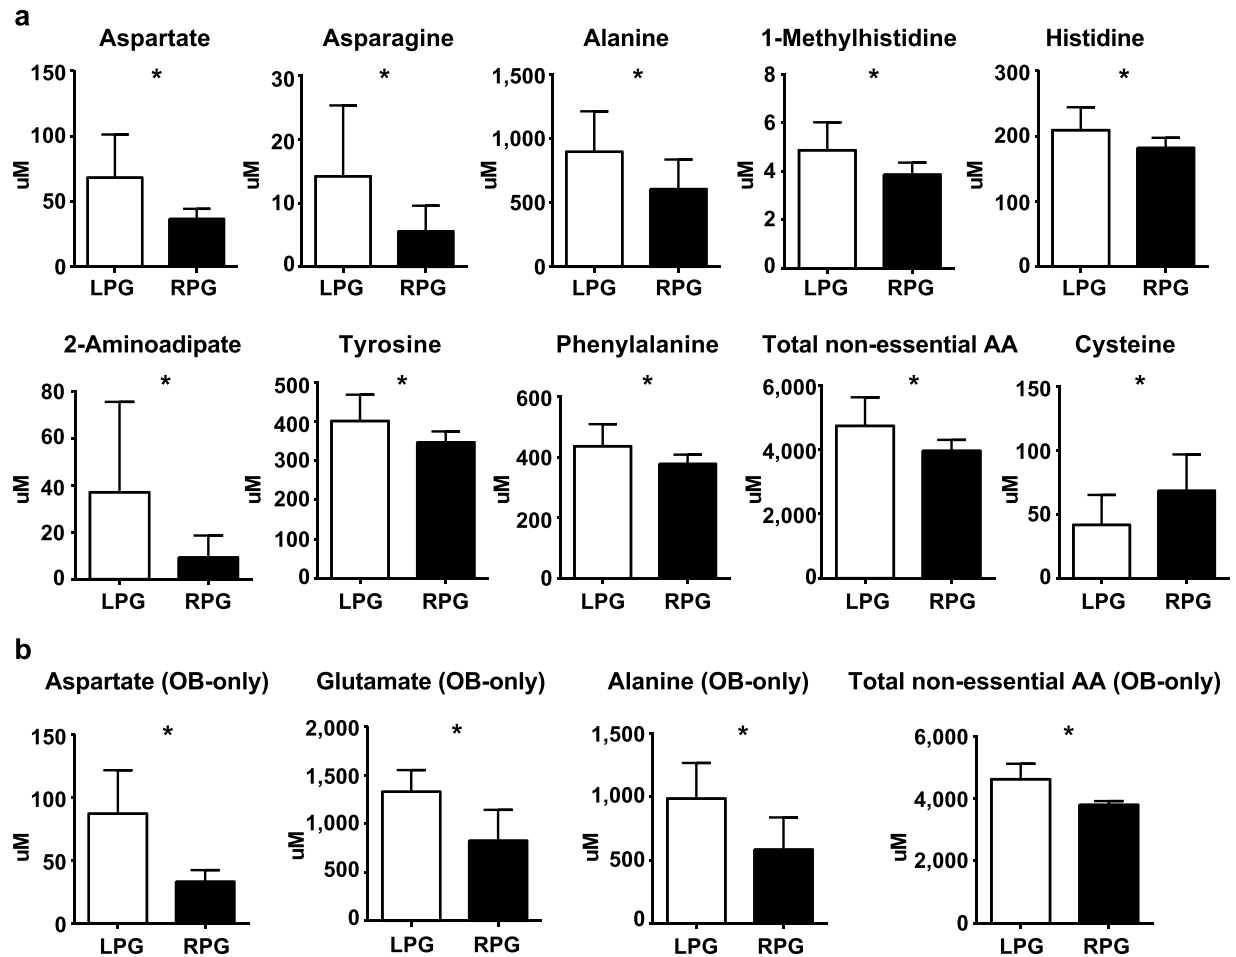 a
Aspartate
Asparagine
Alanine
1-Methylhistidine
Histidine
150
100
50
0
uM
*
LPG RPG
30
20
10
0
uM
*
LPG RPG
1,500
1,000
500
0
uM
*
LPG RPG
8
6
4
2
0
uM
*
LPG RPG
300
200
100
0
uM
*
LPG RPG
2-Aminoadipate
Tyrosine
Phenylalanine
Total non-essential AA
Cysteine
80
60
40
20
0
uM
*
LPG RPG
500
400
300
200
100
0
uM
*
LPG RPG
600
400
200
0
uM
*
LPG RPG
6,000
4,000
2,000
0
uM
*
LPG RPG
150
100
50
0
uM
*
LPG RPG
b
Aspartate (OB-only)
Glutamate (OB-only)
Alanine (OB-only)
Total non-essential AA (OB-only)
150
100
50
0
uM
*
LPG RPG
2,000
1,500
1,000
500
0
uM
*
LPG RPG
1,500
1,000
500
0
uM
*
LPG RPG
6,000
4,000
2,000
0
uM
*
LPG RPG